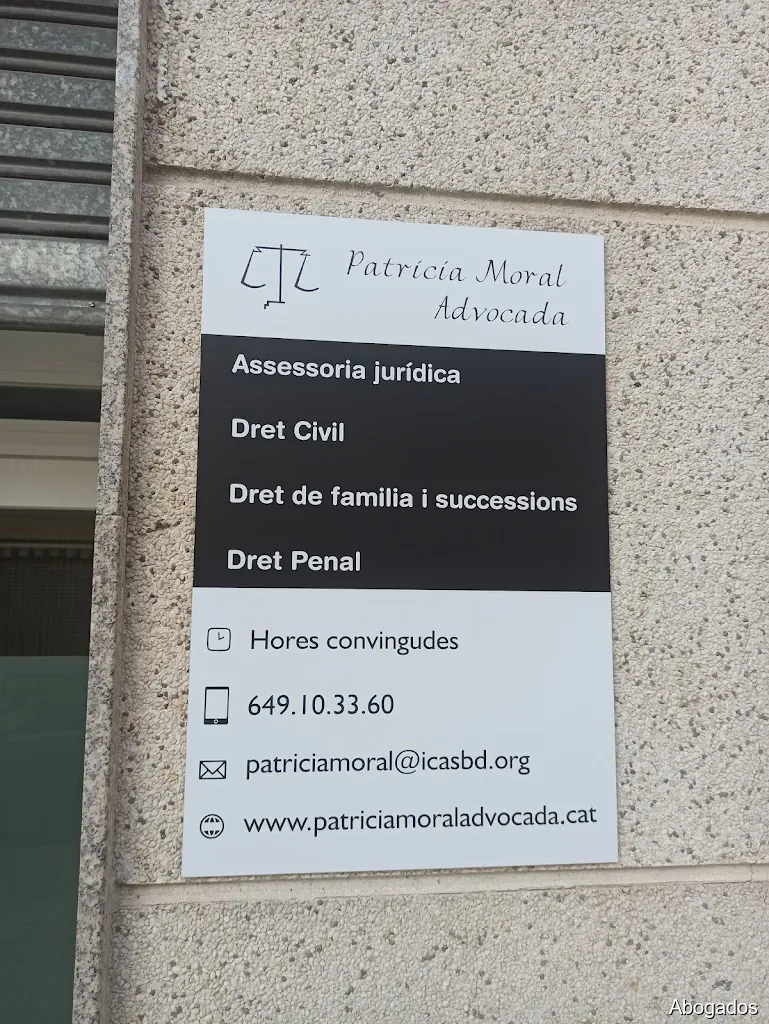 Patrícia Moral
Advocada
Assessoria jurídica
Dret Civil
Dret de familia i successions
Dret Penal
Hores convingudes
649.10.33.60
patriciamoral@icasbd.org
www.patriciamoraladvocada.cat
Abogados